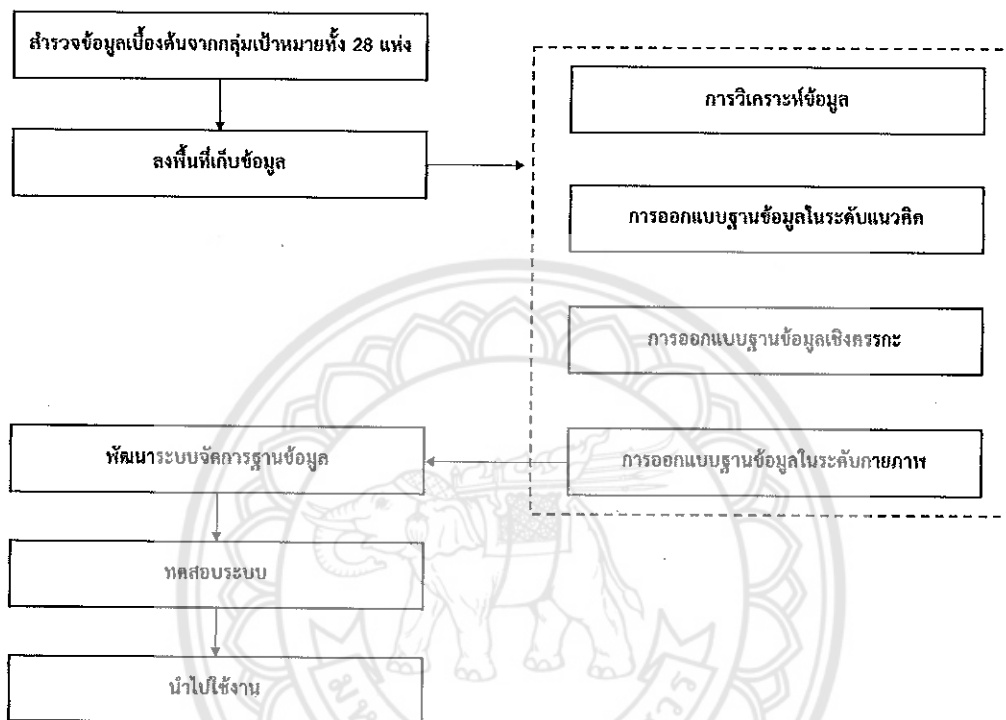 สำรวจข้อมูลเบื้องต้นจากกลุ่มเป้าหมายทั้ง 28 แห่ง
ลงพื้นที่เก็บข้อมูล
การวิเคราะห์ข้อมูล
การออกแบบฐานข้อมูลในระดับแนวคิด
การออกแบบฐานข้อมูลเชิงตรรกะ
การออกแบบฐานข้อมูลในระดับกายภาพ
พัฒนาระบบจัดการฐานข้อมูล
ทดสอบระบบ
นำไปใช้งาน